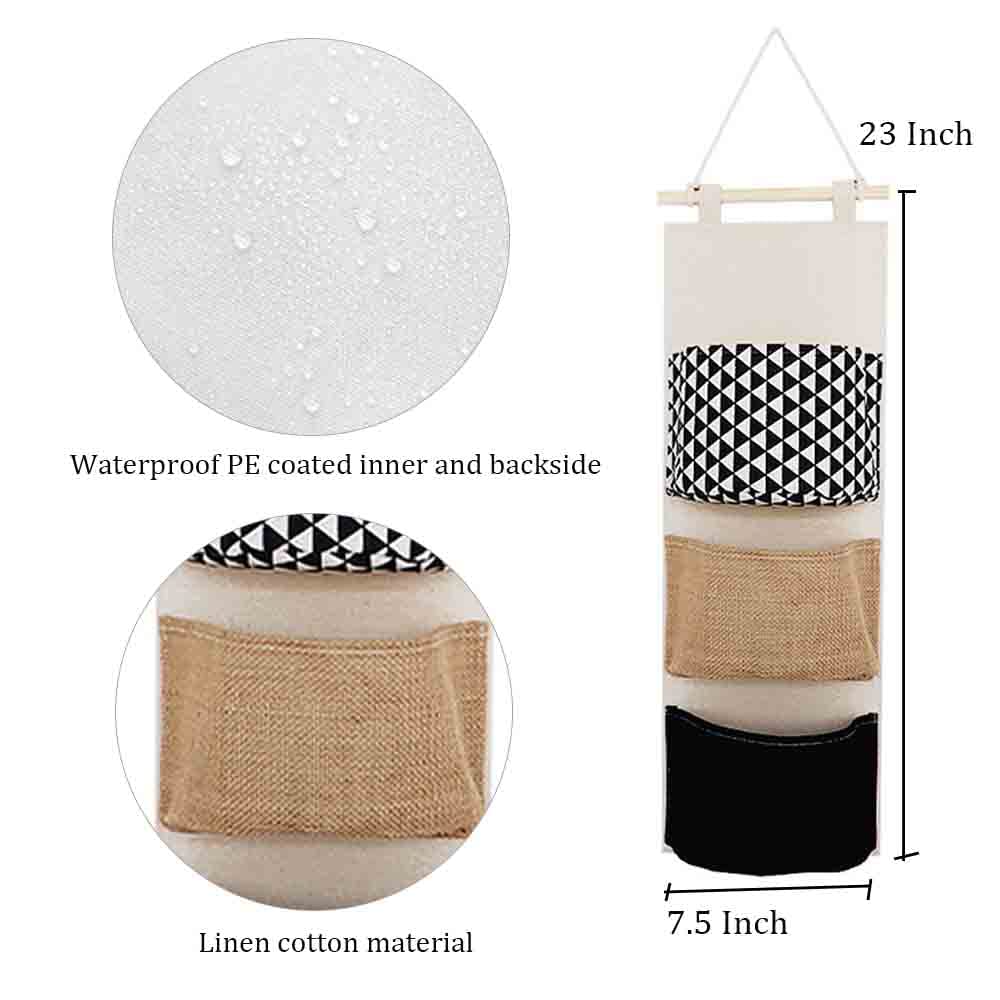 23 Inch
Waterproof PE coated inner and backside
Linen cotton material
7.5 Inch